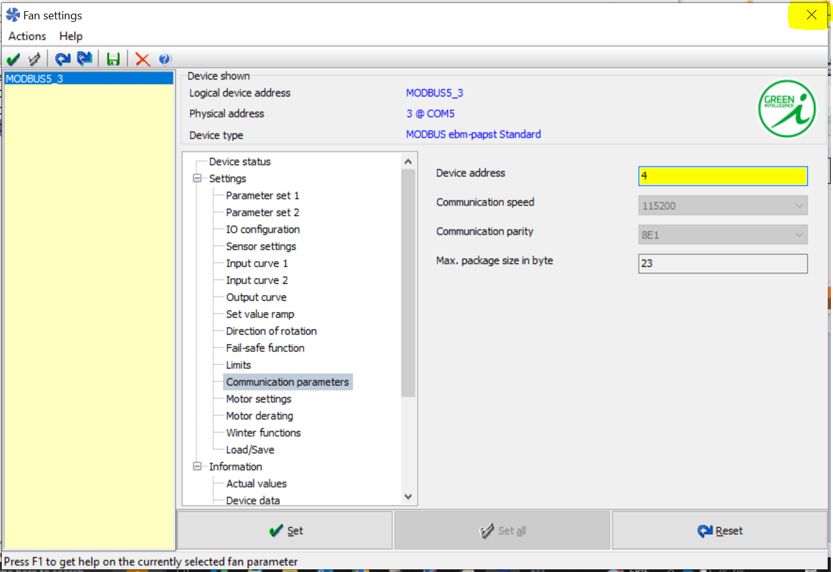 Fan settings
Actions Help
MODBUS5_3
Device shown
Logical device address MODBUS5_3
Physical address 3 @ COM5
Device type MODBUS ebm-papst Standard
GREEN
INTELLIGENCE
i
Device status
Settings
Parameter set 1
Parameter set 2
IO configuration
Sensor settings
Input curve 1
Input curve 2
Output curve
Set value ramp
Direction of rotation
Fail-safe function
Limits
Communication parameters
Motor settings
Motor derating
Winter functions
Load/Save
Information
Actual values
Device data
Device address 4
Communication speed 115200
Communication parity 8E1
Max. package size in byte 23
Set Set all Reset
Press F1 to get help on the currently selected fan parameter